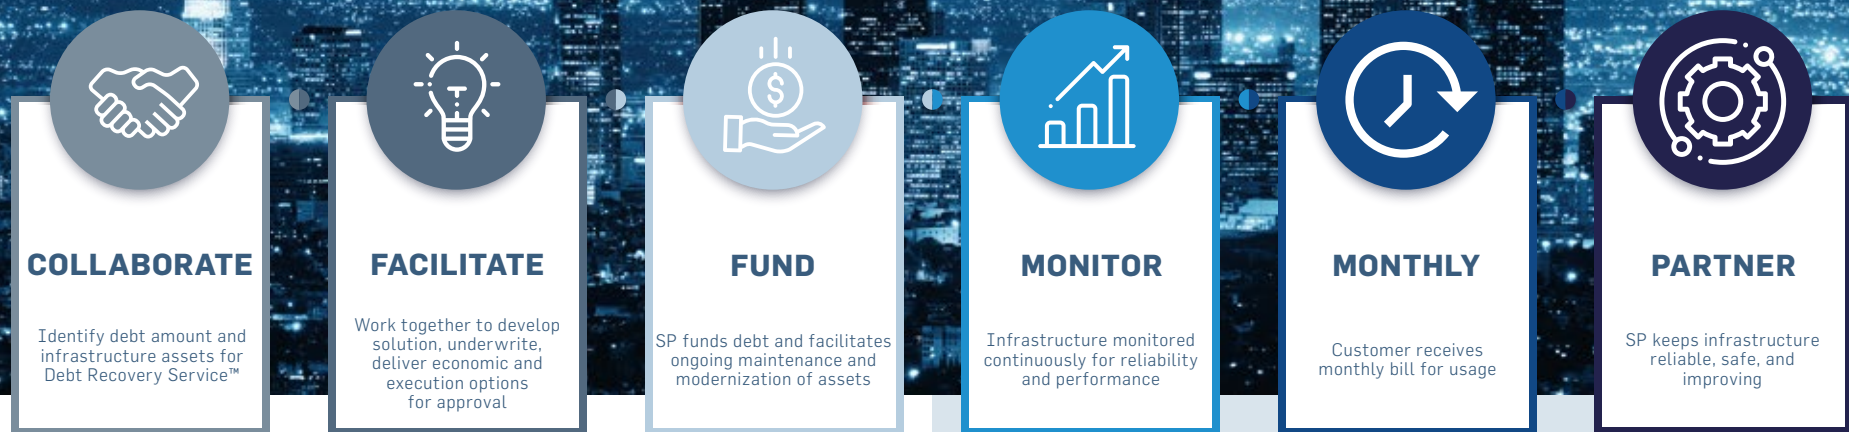 COLLABORATE
Identify debt amount and
infrastructure assets for
Debt Recovery Service™
FACILITATE
Work together to develop
solution, underwrite,
deliver economic and
execution options
for approval
$
FUND
SP funds debt and facilitates
ongoing maintenance and
modernization of assets
MONITOR
Infrastructure monitored
continuously for reliability
and performance
MONTHLY
Customer receives
monthly bill for usage
PARTNER
SP keeps infrastructure
reliable, safe, and
improving